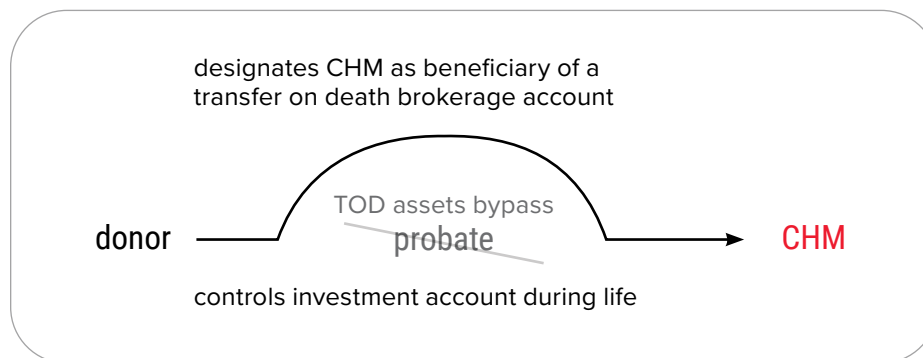 designates CHM as beneficiary of a
transfer on death brokerage account
TOD assets bypass
donor probate CHM
controls investment account during life